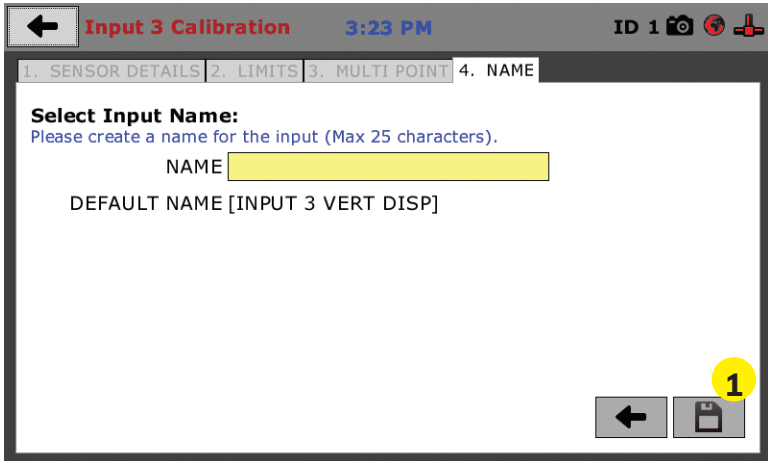 Input 3 Calibration 3:23 PM ID 1
1. SENSOR DETAILS 2. LIMITS 3. MULTI POINT 4. NAME
Select Input Name:
Please create a name for the input (Max 25 characters).
NAME
DEFAULT NAME [INPUT 3 VERT DISP]
1